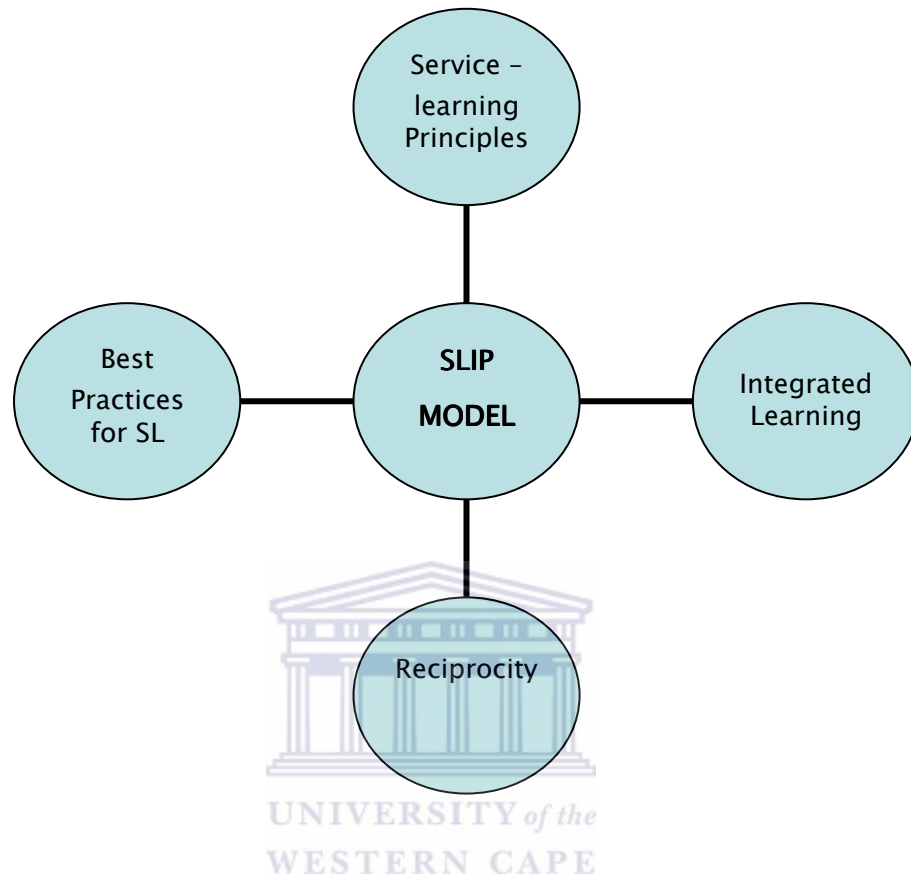 Service –
learning
Principles
Best
Practices
for SL
SLIP
MODEL
Integrated
Learning
Reciprocity
UNIVERSITY of the
WESTERN CAPE